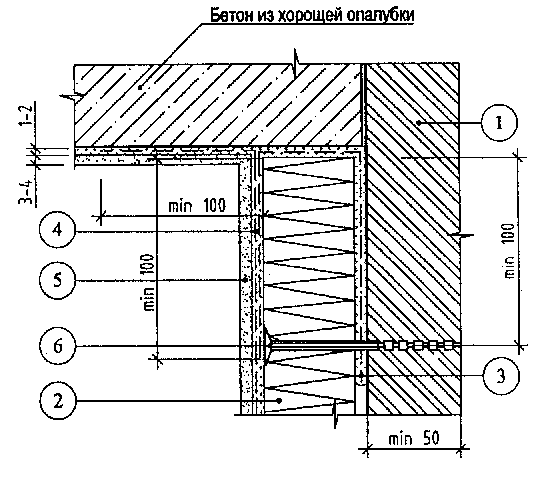 Бетон из хорощей опалубки
1
1-2
3-4
min 100
4
min 100
min 100
5
6
3
2
min 50